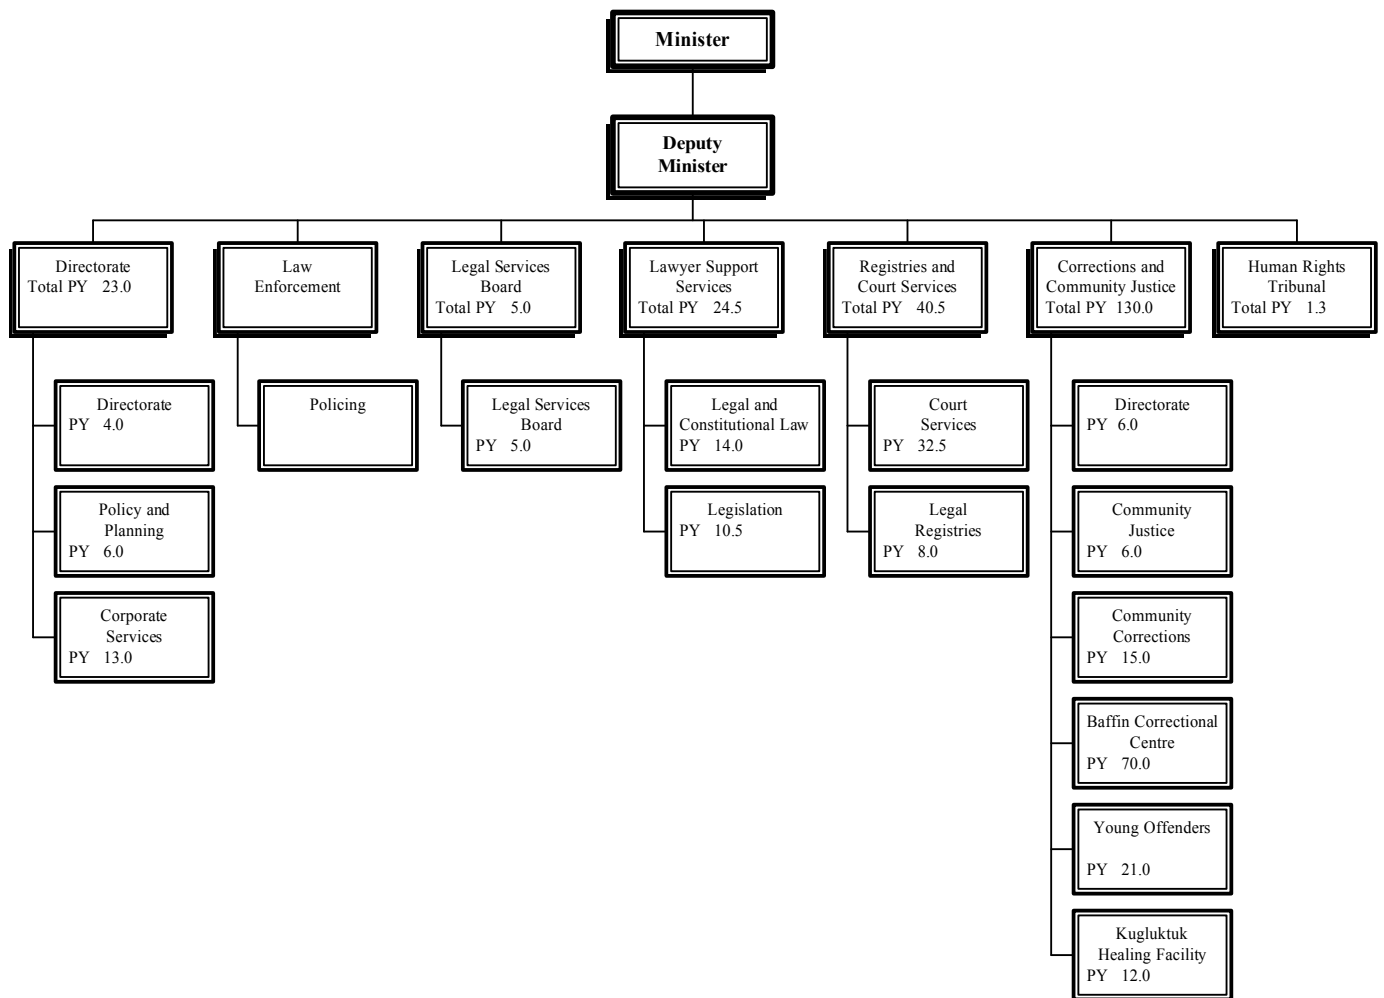 Minister
Deputy
Minister
Directorate
Total PY 23.0
Law
Enforcement
Legal Services
Board
Total PY 5.0
Lawyer Support
Services
Total PY 24.5
Registries and
Court Services
Total PY 40.5
Corrections and
Community Justice
Total PY 130.0
Human Rights
Tribunal
Total PY 1.3
Directorate
PY 4.0
Policy and
Planning
PY 6.0
Corporate
Services
PY 13.0
Policing
Legal Services
Board
PY 5.0
Legal and
Constitutional Law
PY 14.0
Legislation
PY 10.5
Court
Services
PY 32.5
Legal
Registries
PY 8.0
Directorate
PY 6.0
Community
Justice
PY 6.0
Community
Corrections
PY 15.0
Baffin Correctional
Centre
PY 70.0
Young Offenders
PY 21.0
Kugluktuk
Healing Facility
PY 12.0